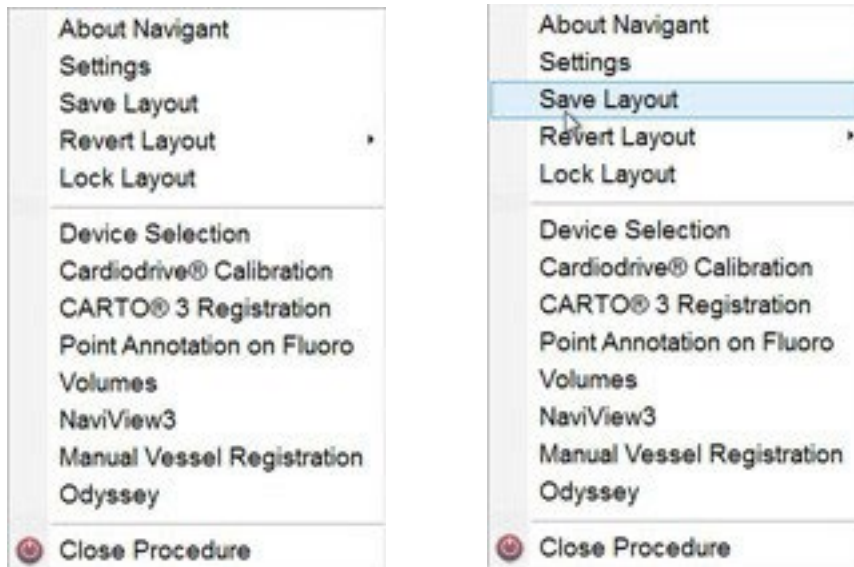 About Navigant
Settings
Save Layout
Revert Layout
Lock Layout
Device Selection
Cardiodrive® Calibration
CARTO® 3 Registration
Point Annotation on Fluoro
Volumes
NaviView3
Manual Vessel Registration
Odyssey
Close Procedure
About Navigant
Settings
Save Layout
Revert Layout
Lock Layout
Device Selection
Cardiodrive® Calibration
CARTO® 3 Registration
Point Annotation on Fluoro
Volumes
NaviView3
Manual Vessel Registration
Odyssey
Close Procedure